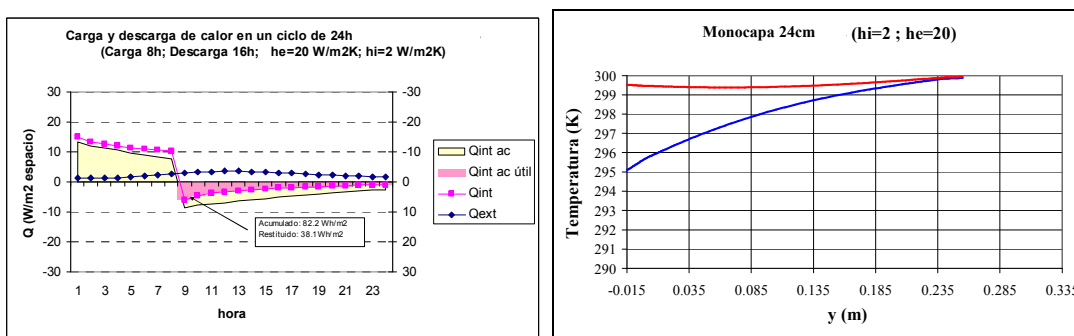 Carga y descarga de calor en un ciclo de 24h
(Carga 8h; Descarga 16h; he=20 W/m2K; hi=2 W/m2K)
Q (W/m2 espacio)
30 -30
20 -20
10 -10
0 0
-10 10
-20 20
-30 30
1 3 5 7 9 11 13 15 17 19 21 23
hora
Acumulado: 82.2 Wh/m2
Restituido: 38.1Wh/m2
Qint ac
Qint ac útil
Qint
Qext
Monocapa 24cm (hi=2 ; he=20)
Temperatura (K)
300
299
298
297
296
295
294
293
292
291
290
-0.015 0.035 0.085 0.135 0.185 0.235 0.285 0.335
y (m)